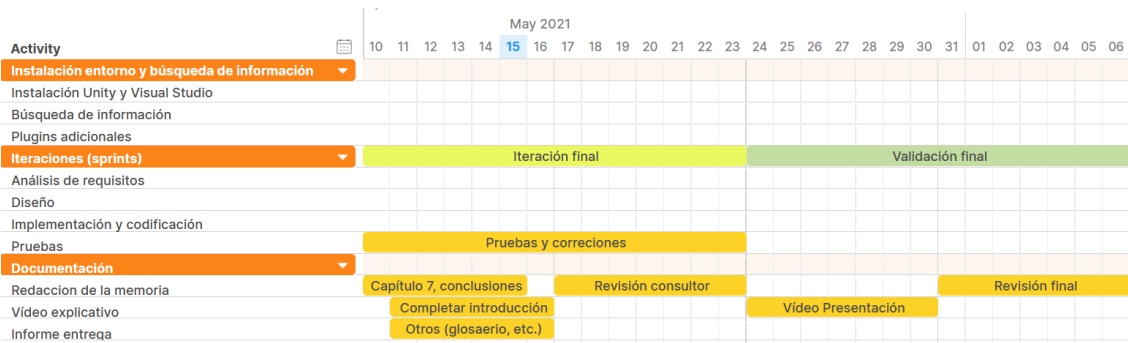 May 2021
Activity 10 11 12 13 14 15 16 17 18 19 20 21 22 23 24 25 26 27 28 29 30 31 01 02 03 04 05 06
Instalación entorno y búsqueda de información
Instalación Unity y Visual Studio
Búsqueda de información
Plugins adicionales
Iteraciones (sprints) Iteración final Validación final
Análisis de requisitos
Diseño
Implementación y codificación
Pruebas Pruebas y correciones
Documentación
Redaccion de la memoria Capítulo 7, conclusiones Revisión consultor Revisión final
Vídeo explicativo Completar introducción Vídeo Presentación
Informe entrega Otros (glosaerio, etc.)